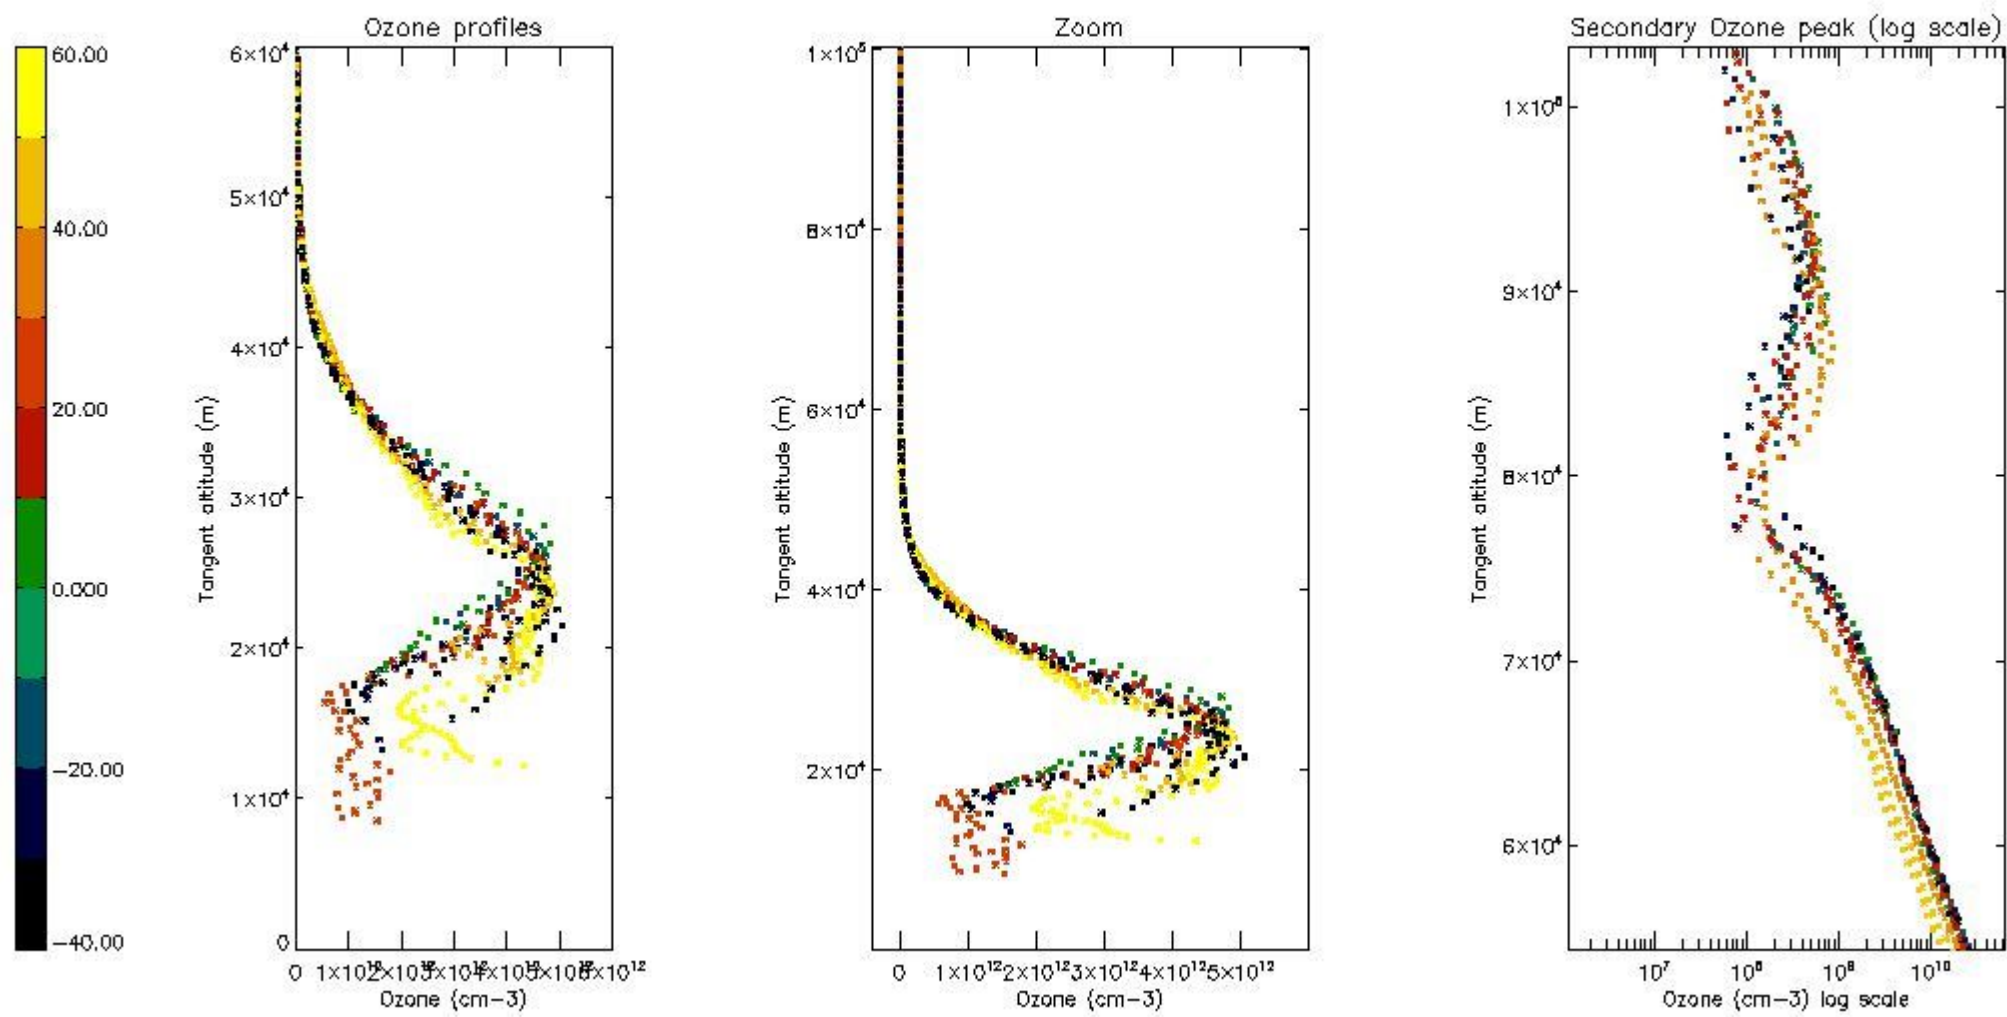 Ozone profiles
Zoom
Secondary Ozone peak (log scale)
60.00
40.00
20.00
0.000
-20.00
-40.00
6×10⁴
5×10⁴
4×10⁴
3×10⁴
2×10⁴
1×10⁴
0
Tangent altitude (m)
0 1×10¹²
6×10¹²
Ozone (cm-3)
1×10⁵
8×10⁴
6×10⁴
4×10⁴
2×10⁴
Tangent altitude (m)
0 1×10¹² 2×10¹² 3×10¹² 4×10¹² 5×10¹²
Ozone (cm-3)
9×10⁴
8×10⁴
7×10⁴
6×10⁴
Tangent altitude (m)
10⁷ 10⁸ 10⁹ 10¹⁰
Ozone (cm-3) log scale